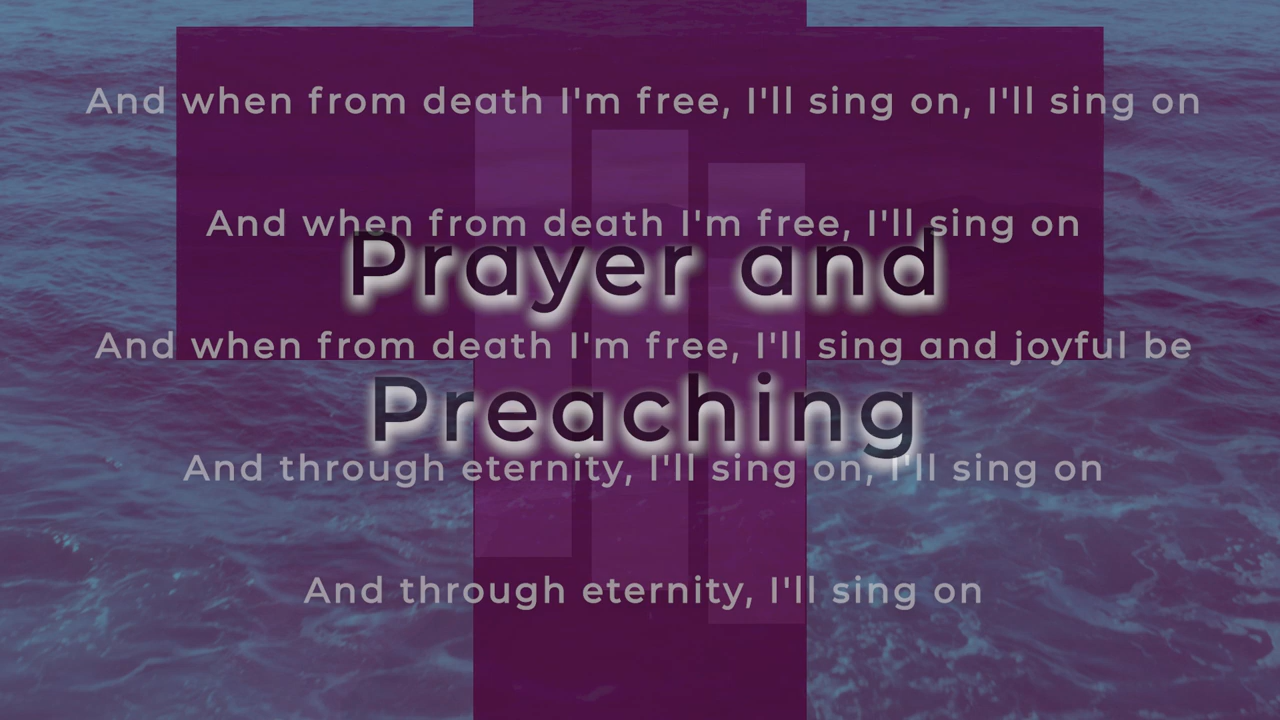 And when from death I'm free, I'll sing on, I'll sing on
And when from death I'm free, I'll sing on
Prayer and
And when from death I'm free, I'll sing and joyful be
Preaching
And through eternity, I'll sing on, I'll sing on
And through eternity, I'll sing on